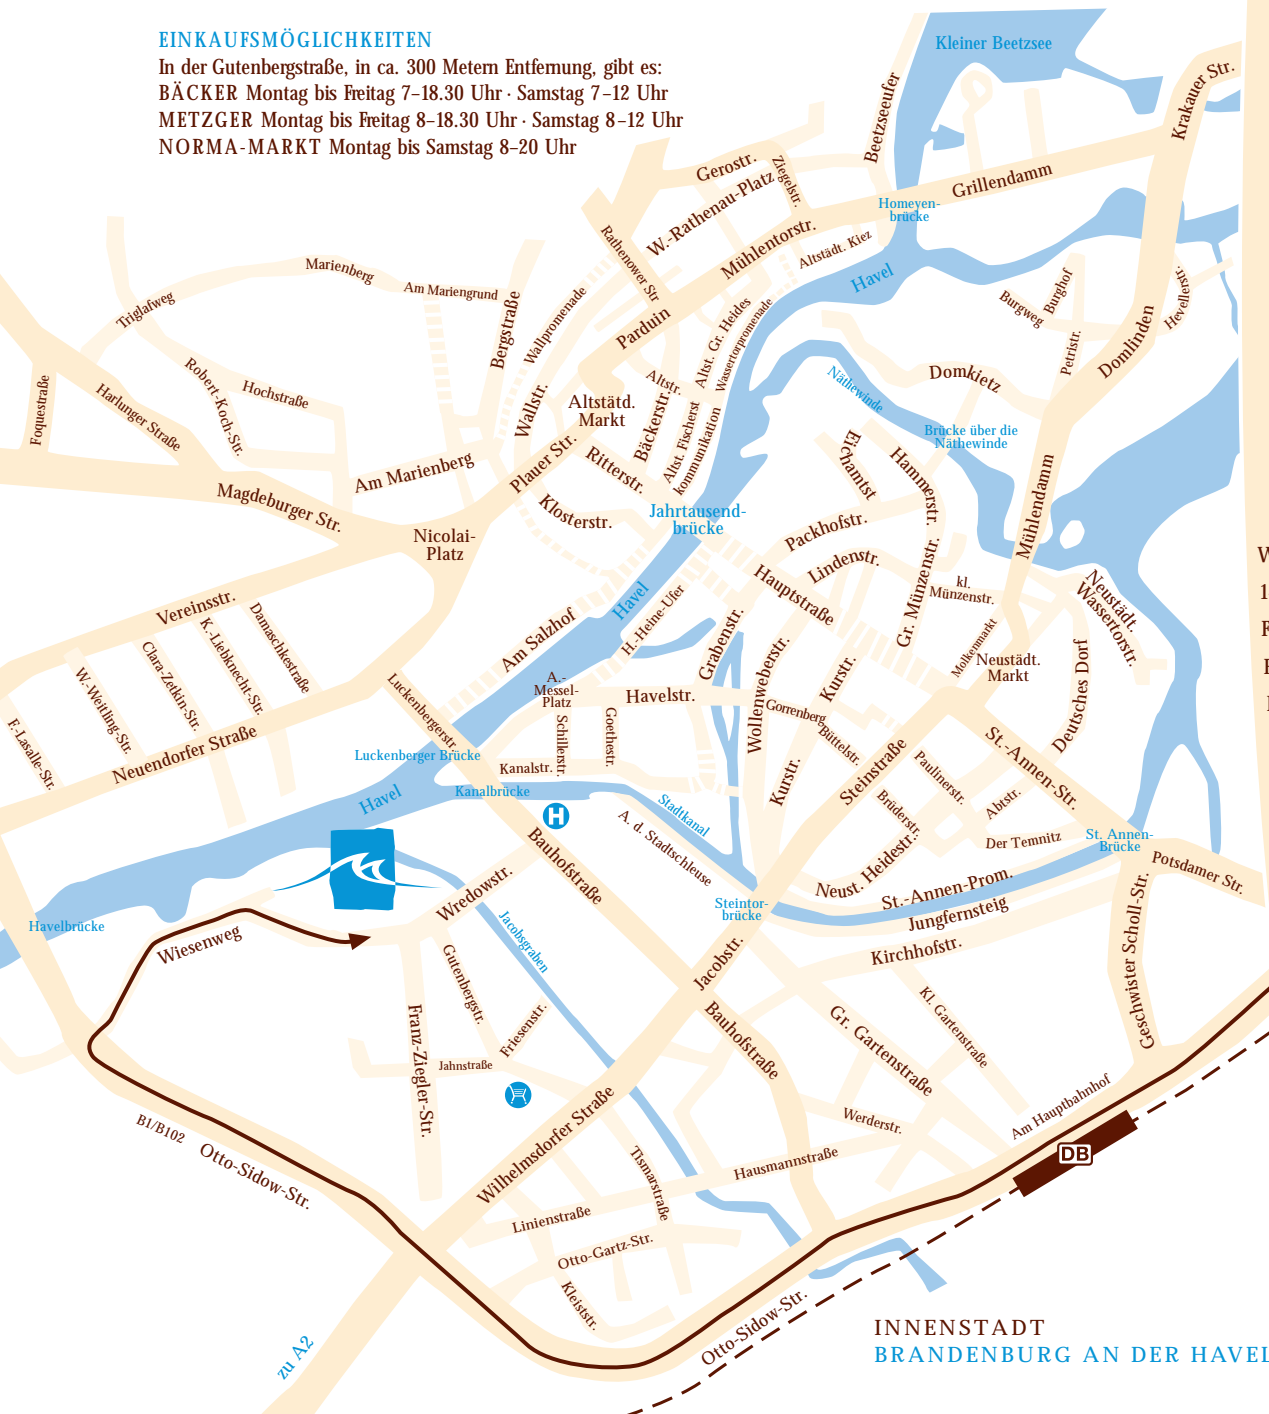 EINKAUFSMÖGLICHKEITEN
In der Gutenbergstraße, in ca. 300 Metern Entfernung, gibt es:
BÄCKER Montag bis Freitag 7–18.30 Uhr · Samstag 7–12 Uhr
METZGER Montag bis Freitag 8–18.30 Uhr · Samstag 8–12 Uhr
NORMA-MARKT Montag bis Samstag 8–20 Uhr
Kleiner Beetzsee
Krakauer Str.
Beetzseeufer
Gerostr.
Ziegelstr.
W.-Rathenau-Platz
Grillendamm
Homeyen-
brücke
Rathenower Str
Mühlentorstr.
Altstädt. Kiez
Havel
Marienberg
Am Mariengrund
Triglafweg
Bergstraße
Wallpromenade
Parduin
Altst. Gr. Heides
Wassertorpromenade
Burgweg
Burghof
Hevellerstr.
Petristr.
Domlinden
Foquestraße
Harlunger Straße
Robert-Koch-Str.
Hochstraße
Wallstr.
Altstätd.
Markt
Altstr.
Bäckerstr.
Altst. Fischerst
kommunikation
Näthewinde
Domkietz
Brücke über die
Näthewinde
Am Marienberg
Plauer Str.
Ritterstr.
Klosterstr.
Magdeburger Str.
Nicolai-
Platz
Jahrtausend-
brücke
Eichamtst
Hammerstr.
Packhofstr.
Lindenstr.
Mühlendamm
Hauptstraße
Gr. Münzenstr.
kl.
Münzenstr.
Neustädt.
Wassertorstr.
Molkenmarkt
Neustädt.
Markt
Deutsches Dorf
Vereinsstr.
Damaschkestraße
K.-Liebknecht-Str.
Clara-Zetkin-Str.
W.-Weitling-Str.
F.-Lasalle-Str.
Neuendorfer Straße
Am Salzhof
Havel
H.-Heine-Ufer
Grabenstr.
A.-
Messel-
Platz
Havelstr.
Wollenweberstr.
Kurstr.
Gorrenberg
Büttelstr.
Luckenbergerstr.
Luckenberger Brücke
Schillerstr.
Goethestr.
Kanalstr.
Kanalbrücke
Havel
H
Kurstr.
Steinstraße
St.-Annen-Str.
Paulinerstr.
Abtstr.
Brüderstr.
Der Temnitz
St. Annen-
Brücke
Potsdamer Str.
Stadtkanal
A. d. Stadtschleuse
Bauhofstraße
Neust. Heidestr.
St.-Annen-Prom.
Jungfernsteig
Steintor-
brücke
Kirchhofstr.
Havelbrücke
Wiesenweg
Wredowstr.
Jacobsgraben
Gutenbergstr.
Franz-Ziegler-Str.
Friesenstr.
Jahnstraße
Jacobstr.
Bauhofstraße
Gr. Gartenstraße
Kl. Gartenstraße
Geschwister Scholl-Str.
Am Hauptbahnhof
Werderstr.
DB
B1/B102
Otto-Sidow-Str.
Wilhelmsdorfer Straße
Hausmannstraße
Tismarstraße
Linienstraße
Otto-Gartz-Str.
Kleiststr.
Otto-Sidow-Str.
zu A2
INNENSTADT
BRANDENBURG AN DER HAVEL